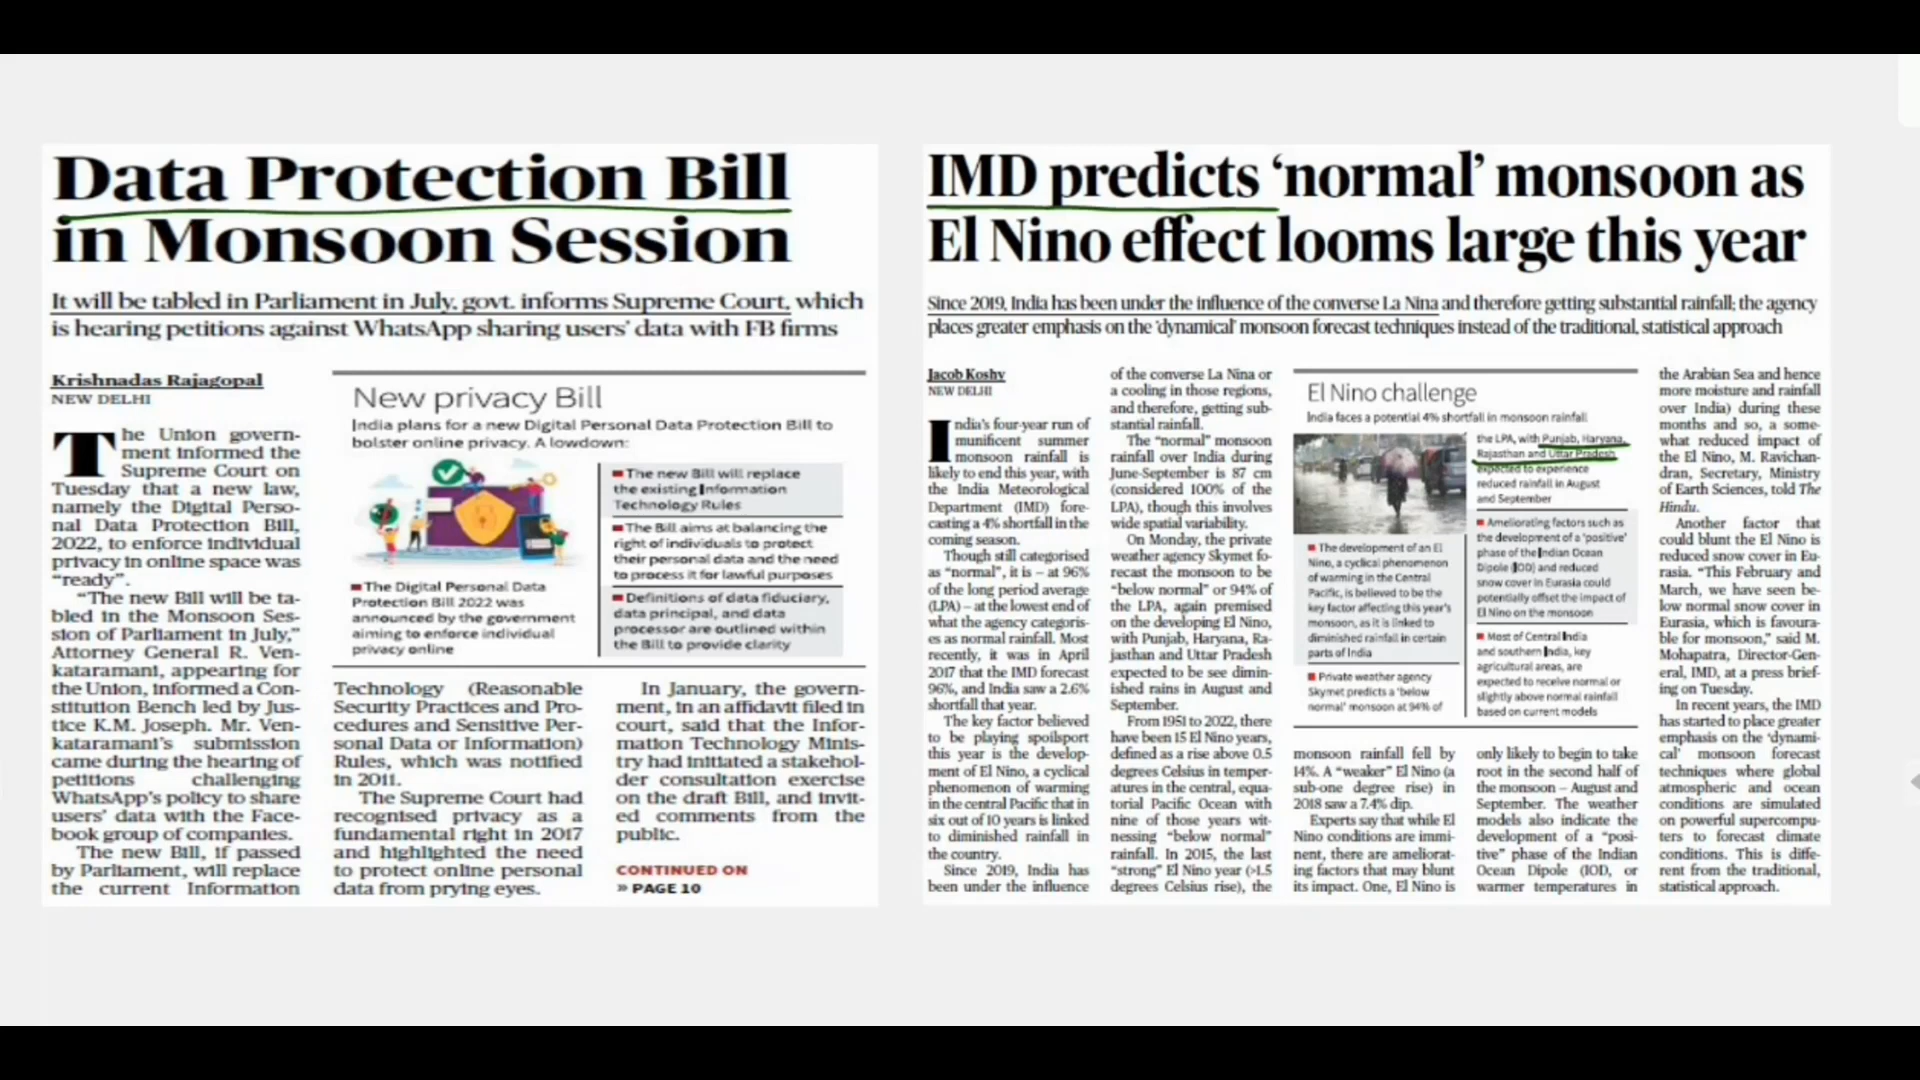 Data Protection Bill
in Monsoon Session
It will be tabled in Parliament in July, govt. informs Supreme Court, which
is hearing petitions against WhatsApp sharing users' data with FB firms
Krishnadas Rajagopal
NEW DELHI
The Union govern-
ment informed the
Supreme Court on
Tuesday that a new law,
namely the Digital Perso-
nal Data Protection Bill,
2022, to enforce individual
privacy in online space was
“ready”.
“The new Bill will be ta-
bled in the Monsoon Ses-
sion of Parliament in July,”
Attorney General R. Ven-
kataramani, appearing for
the Union, informed a Con-
stitution Bench led by Jus-
tice K.M. Joseph. Mr. Ven-
kataramani's submission
came during the hearing of
petitions challenging
WhatsApp's policy to share
users' data with the Face-
book group of companies.
The new Bill, if passed
by Parliament, will replace
the current Information
New privacy Bill
India plans for a new Digital Personal Data Protection Bill to
bolster online privacy. A lowdown:
The Digital Personal Data
Protection Bill 2022 was
announced by the government
aiming to enforce individual
privacy online
The new Bill will replace
the existing Information
Technology Rules
The Bill aims at balancing the
right of individuals to protect
their personal data and the need
to process it for lawful purposes
Definitions of data fiduciary,
data principal, and data
processor are outlined within
the Bill to provide clarity
Technology (Reasonable
Security Practices and Pro-
cedures and Sensitive Per-
sonal Data or Information)
Rules, which was notified
in 2011.
The Supreme Court had
recognised privacy as a
fundamental right in 2017
and highlighted the need
to protect online personal
data from prying eyes.
In January, the govern-
ment, in an affidavit filed in
court, said that the Infor-
mation Technology Minis-
try had initiated a stakehol-
der consultation exercise
on the draft Bill, and invit-
ed comments from the
public.
CONTINUED ON
» PAGE 10
IMD predicts ‘normal’ monsoon as
El Nino effect looms large this year
Since 2019, India has been under the influence of the converse La Nina and therefore getting substantial rainfall; the agency
places greater emphasis on the ‘dynamical’ monsoon forecast techniques instead of the traditional, statistical approach
Jacob Koshy
NEW DELHI
India's four-year run of
munificent summer
monsoon rainfall is
likely to end this year, with
the India Meteorological
Department (IMD) fore-
casting a 4% shortfall in the
coming season.
Though still categorised
as “normal”, it is – at 96%
of the long period average
(LPA) – at the lowest end of
what the agency categoris-
es as normal rainfall. Most
recently, it was in April
2017 that the IMD forecast
96%, and India saw a 2.6%
shortfall that year.
The key factor believed
to be playing spoilsport
this year is the develop-
ment of El Nino, a cyclical
phenomenon of warming
in the central Pacific that in
six out of 10 years is linked
to diminished rainfall in
the country.
Since 2019, India has
been under the influence
of the converse La Nina or
a cooling in those regions,
and therefore, getting sub-
stantial rainfall.
The “normal” monsoon
rainfall over India during
June-September is 87 cm
(considered 100% of the
LPA), though this involves
wide spatial variability.
On Monday, the private
weather agency Skymet fo-
recast the monsoon to be
“below normal” or 94% of
the LPA, again premised
on the developing El Nino,
with Punjab, Haryana, Ra-
jasthan and Uttar Pradesh
expected to be see dimin-
ished rains in August and
September.
From 1951 to 2022, there
have been 15 El Nino years,
defined as a rise above 0.5
degrees Celsius in temper-
atures in the central, equa-
torial Pacific Ocean with
nine of those years wit-
nessing “below normal”
rainfall. In 2015, the last
“strong” El Nino year (>1.5
degrees Celsius rise), the
El Nino challenge
India faces a potential 4% shortfall in monsoon rainfall
The development of an El
Nino, a cyclical phenomenon
of warming in the Central
Pacific, is believed to be the
key factor affecting this year's
monsoon, as it is linked to
diminished rainfall in certain
parts of India
Private weather agency
Skymet predicts a ‘below
normal’ monsoon at 94% of
the LPA, with Punjab, Haryana,
Rajasthan and Uttar Pradesh
expected to experience
reduced rainfall in August
and September
Ameliorating factors such as
the development of a ‘positive’
phase of the Indian Ocean
Dipole (IOD) and reduced
snow cover in Eurasia could
potentially offset the impact of
El Nino on the monsoon
Most of Central India
and southern India, key
agricultural areas, are
expected to receive normal or
slightly above normal rainfall
based on current models
monsoon rainfall fell by
14%. A “weaker” El Nino (a
sub-one degree rise) in
2018 saw a 7.4% dip.
Experts say that while El
Nino conditions are immi-
nent, there are ameliorat-
ing factors that may blunt
its impact. One, El Nino is
only likely to begin to take
root in the second half of
the monsoon – August and
September. The weather
models also indicate the
development of a “posi-
tive” phase of the Indian
Ocean Dipole (IOD, or
warmer temperatures in
the Arabian Sea and hence
more moisture and rainfall
over India) during these
months and so, a some-
what reduced impact of
the El Nino, M. Ravichan-
dran, Secretary, Ministry
of Earth Sciences, told The
Hindu.
Another factor that
could blunt the El Nino is
reduced snow cover in Eu-
rasia. “This February and
March, we have seen be-
low normal snow cover in
Eurasia, which is favoura-
ble for monsoon,” said M.
Mohapatra, Director-Gen-
eral, IMD, at a press brief-
ing on Tuesday.
In recent years, the IMD
has started to place greater
emphasis on the ‘dynami-
cal’ monsoon forecast
techniques where global
atmospheric and ocean
conditions are simulated
on powerful supercompu-
ters to forecast climate
conditions. This is diffe-
rent from the traditional,
statistical approach.